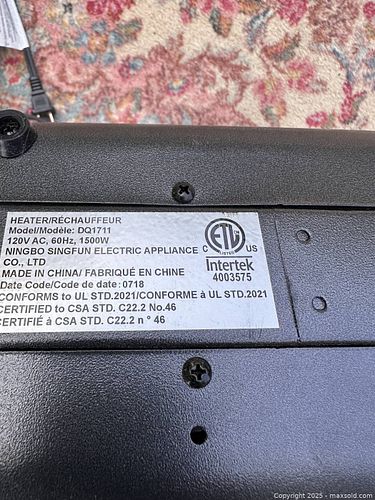 HEATER/RÉCHAUFFEUR
Model/Modèle: DQ1711
120V AC, 60Hz, 1500W
NINGBO SINGFUN ELECTRIC APPLIANCE
CO., LTD
MADE IN CHINA/ FABRIQUÉ EN CHINE
Date Code/Code de date: 0718
CONFORMS to UL STD.2021/CONFORME à UL STD.2021
CERTIFIED to CSA STD. C22.2 No.46
CERTIFIÉ à CSA STD. C22.2 n ° 46
C ETL US
LISTED
Intertek
4003575
Copyright 2025 - maxsold.com